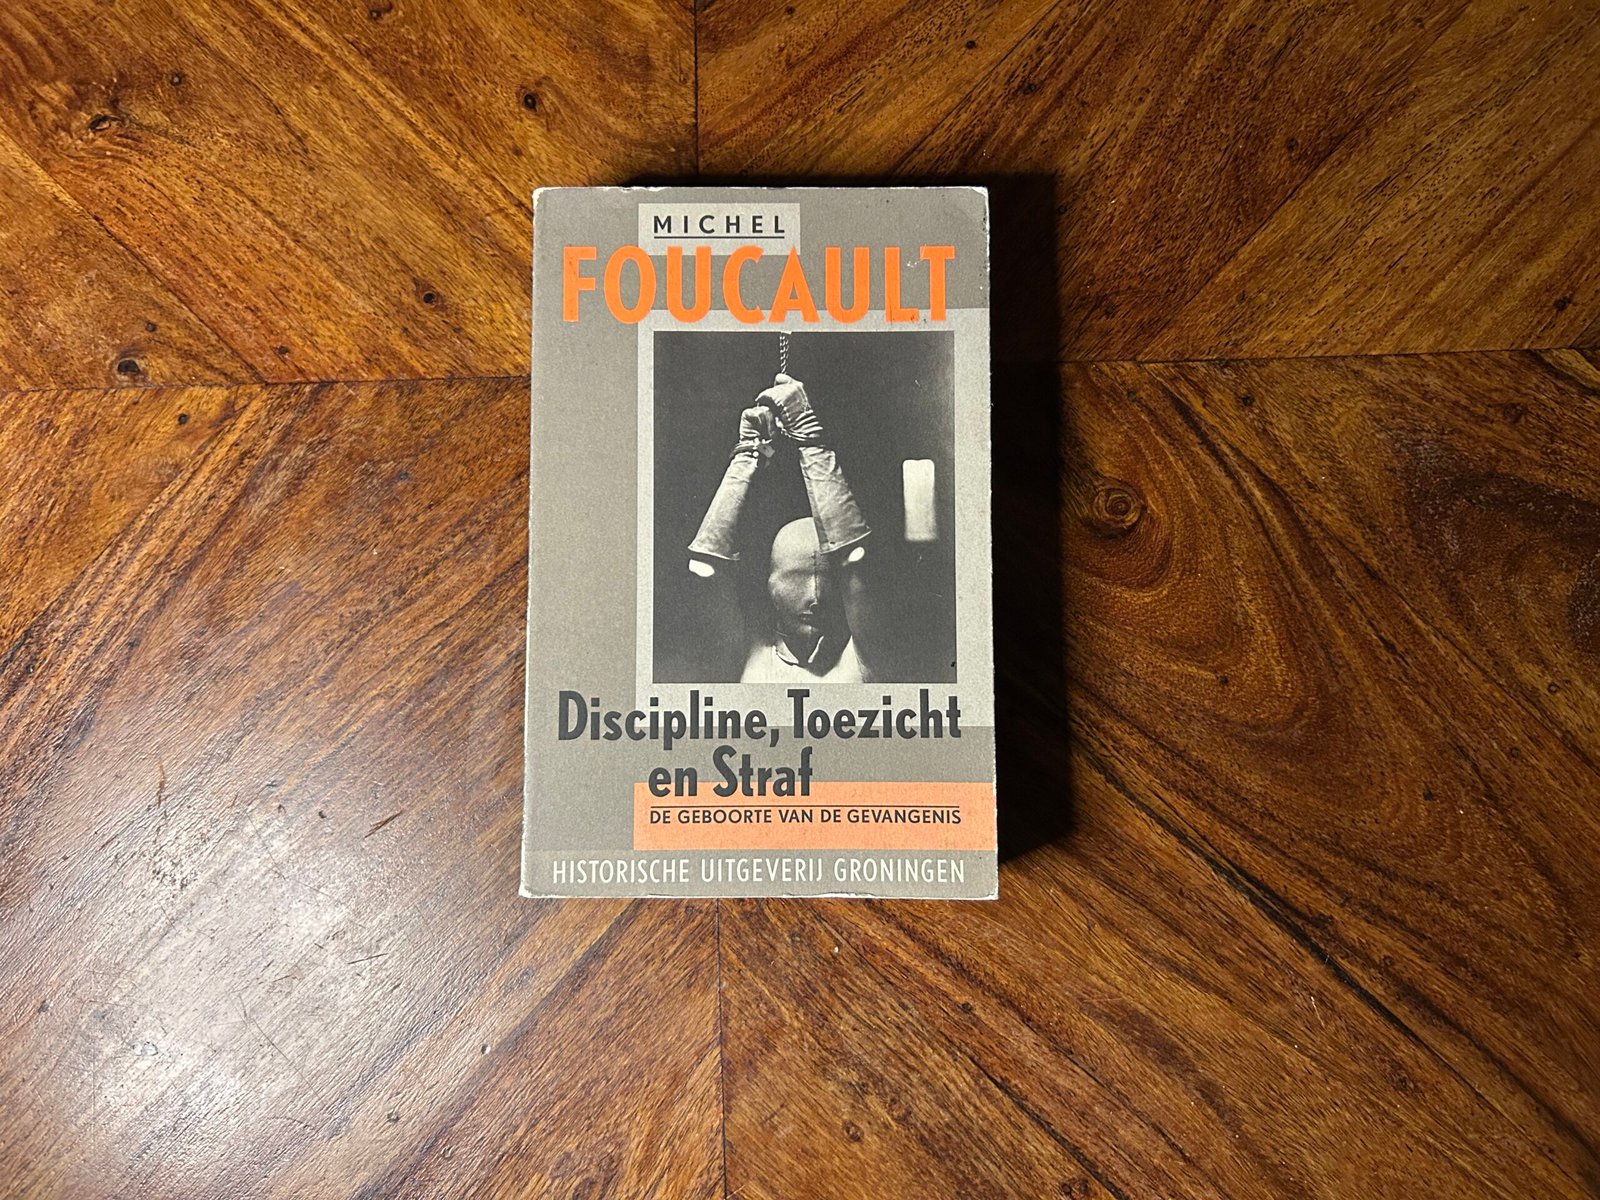 MICHEL
FOUCAULT
Discipline, Toezicht
en Straf
DE GEBOORTE VAN DE GEVANGENIS
HISTORISCHE UITGEVERIJ GRONINGEN